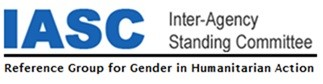 IASC
Inter-Agency
Standing Committee
Reference Group for Gender in Humanitarian Action